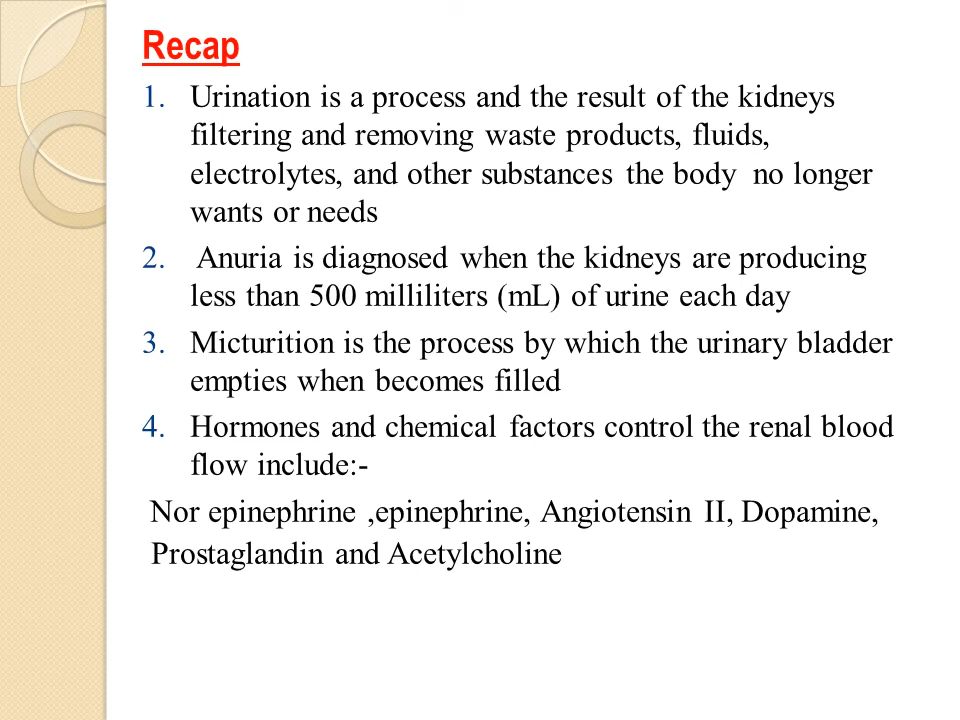 Recap
1. Urination is a process and the result of the kidneys
filtering and removing waste products, fluids,
electrolytes, and other substances the body no longer
wants or needs
2. Anuria is diagnosed when the kidneys are producing
less than 500 milliliters (mL) of urine each day
3. Micturition is the process by which the urinary bladder
empties when becomes filled
4. Hormones and chemical factors control the renal blood
flow include:-
Nor epinephrine ,epinephrine, Angiotensin II, Dopamine,
Prostaglandin and Acetylcholine